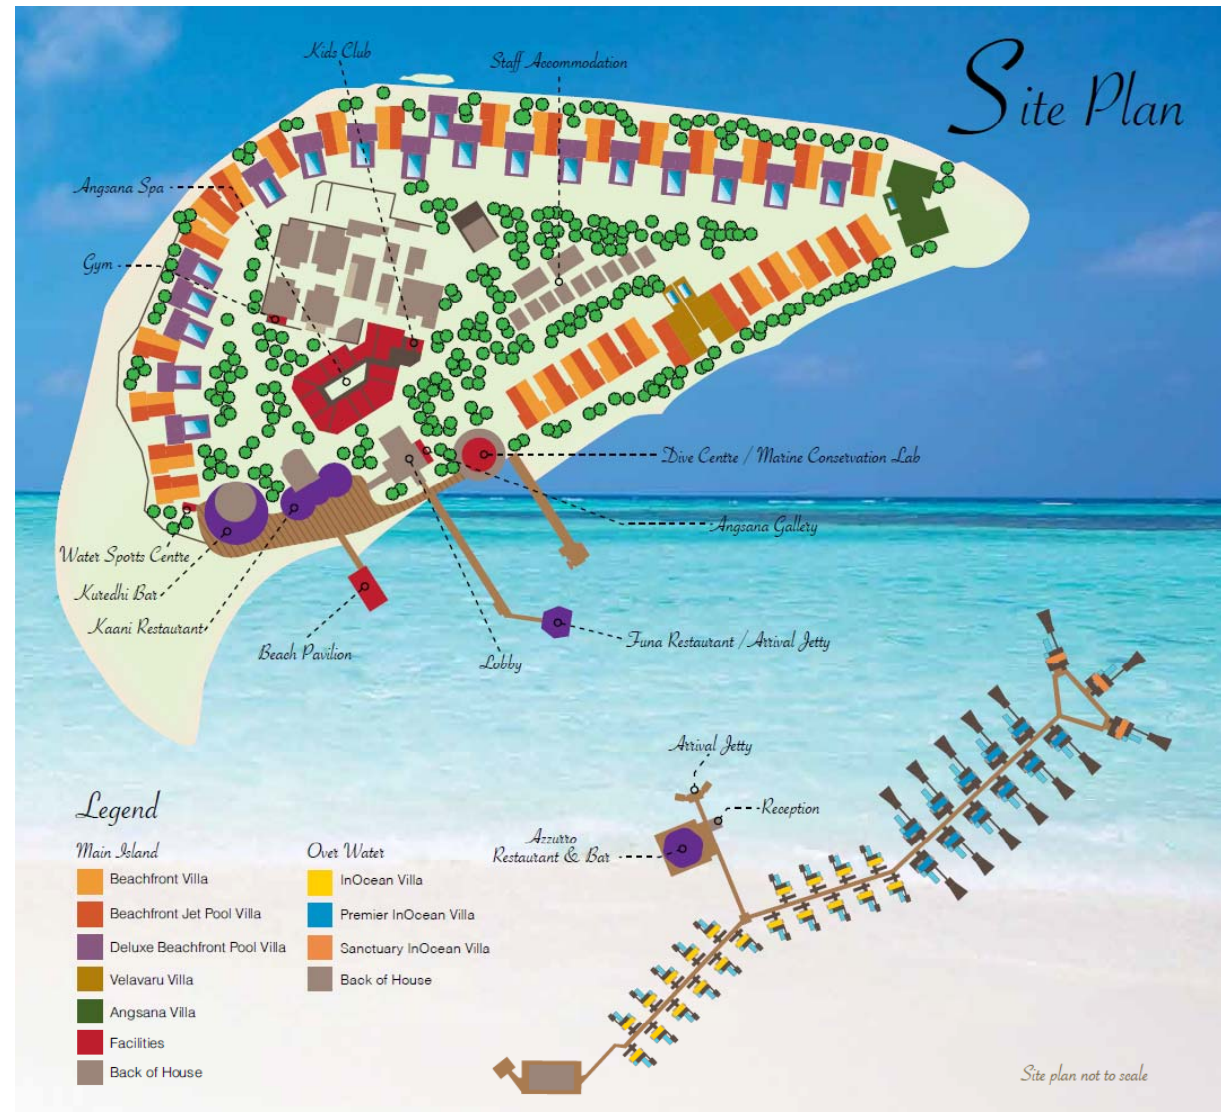 Site Plan
Kids Club
Staff Accommodation
Angsana Spa
Gym
Dive Centre / Marine Conservation Lab
Angsana Gallery
Water Sports Centre
Kuredhi Bar
Kaani Restaurant
Beach Pavilion
Lobby
Funa Restaurant / Arrival Jetty
Arrival Jetty
Reception
Azzurro
Restaurant & Bar
Legend
Main Island
Beachfront Villa
Beachfront Jet Pool Villa
Deluxe Beachfront Pool Villa
Velavaru Villa
Angsana Villa
Facilities
Back of House
Over Water
InOcean Villa
Premier InOcean Villa
Sanctuary InOcean Villa
Back of House
Site plan not to scale